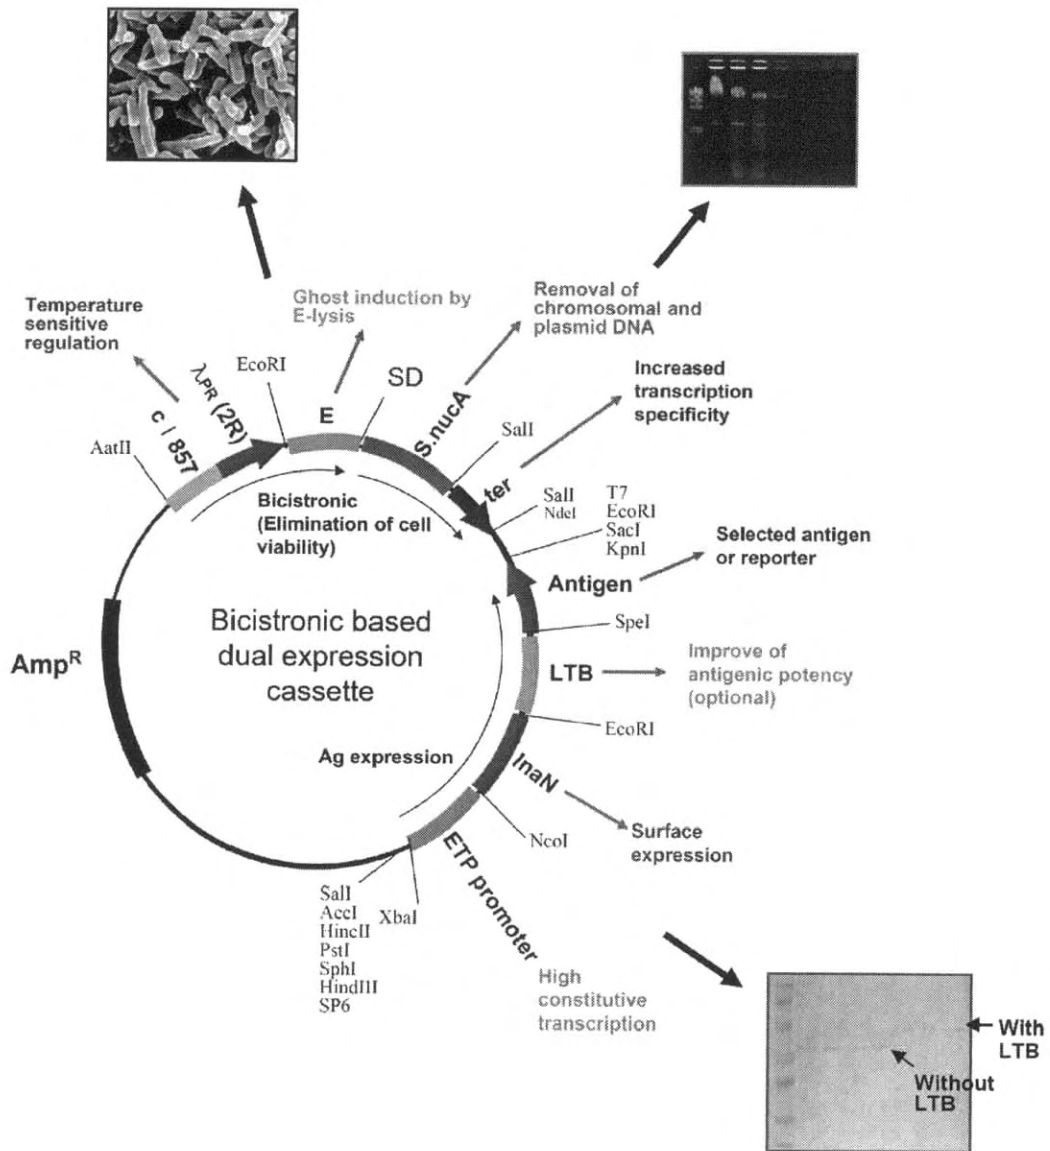 Ghost induction by
E-lysis
Removal of
chromosomal and
plasmid DNA
Temperature
sensitive
regulation
Increased
transcription
specificity
EcoRI
SD
λPR (2R)
E
S.nucA
c I 857
SalI
AatII
ter
Bicistronic
(Elimination of cell
viability)
SalI
NdeI
T7
EcoRI
SacI
KpnI
Selected antigen
or reporter
Antigen
SpeI
Bicistronic based
dual expression
cassette
AmpR
LTB
Improve of
antigenic potency
(optional)
EcoRI
Ag expression
InaN
Surface
expression
NcoI
ETP promoter
SalI
AccI
HincII
PstI
SphI
HindIII
SP6
XbaI
High
constitutive
transcription
With
LTB
Without
LTB